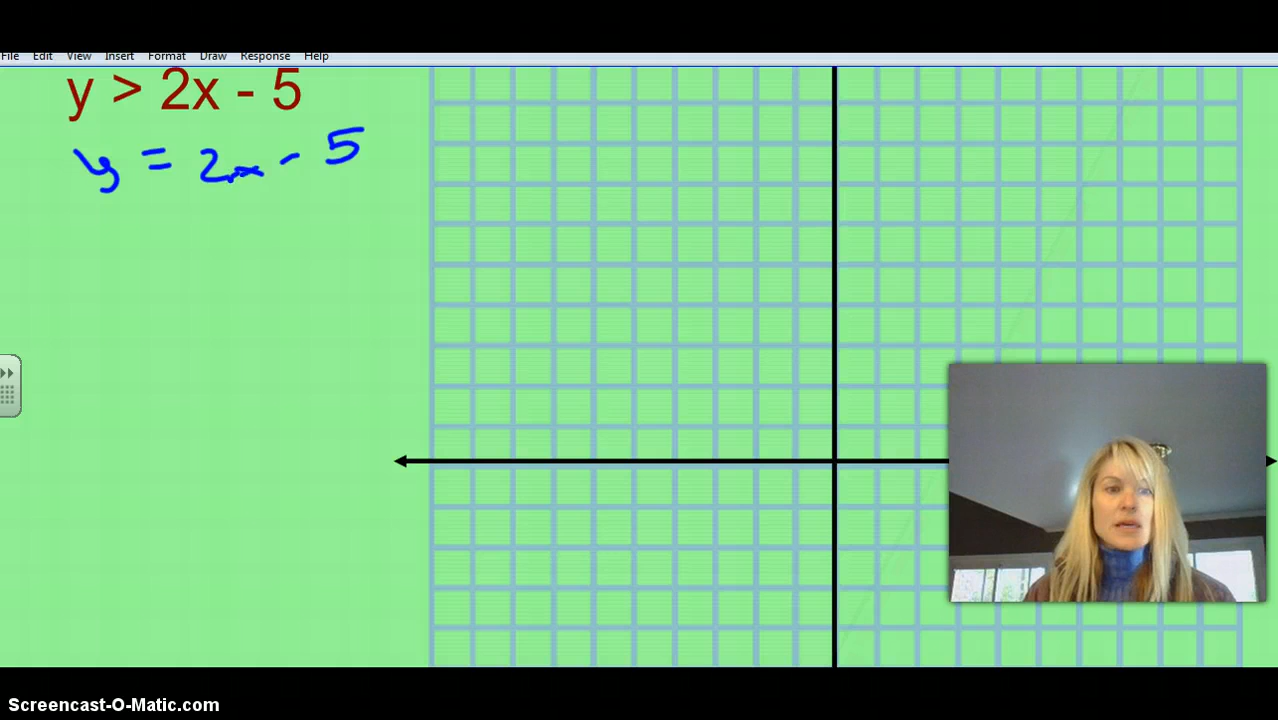 File Edit View Insert Format Draw Response Help
y > 2x - 5
y = 2x - 5
Screencast-O-Matic.com